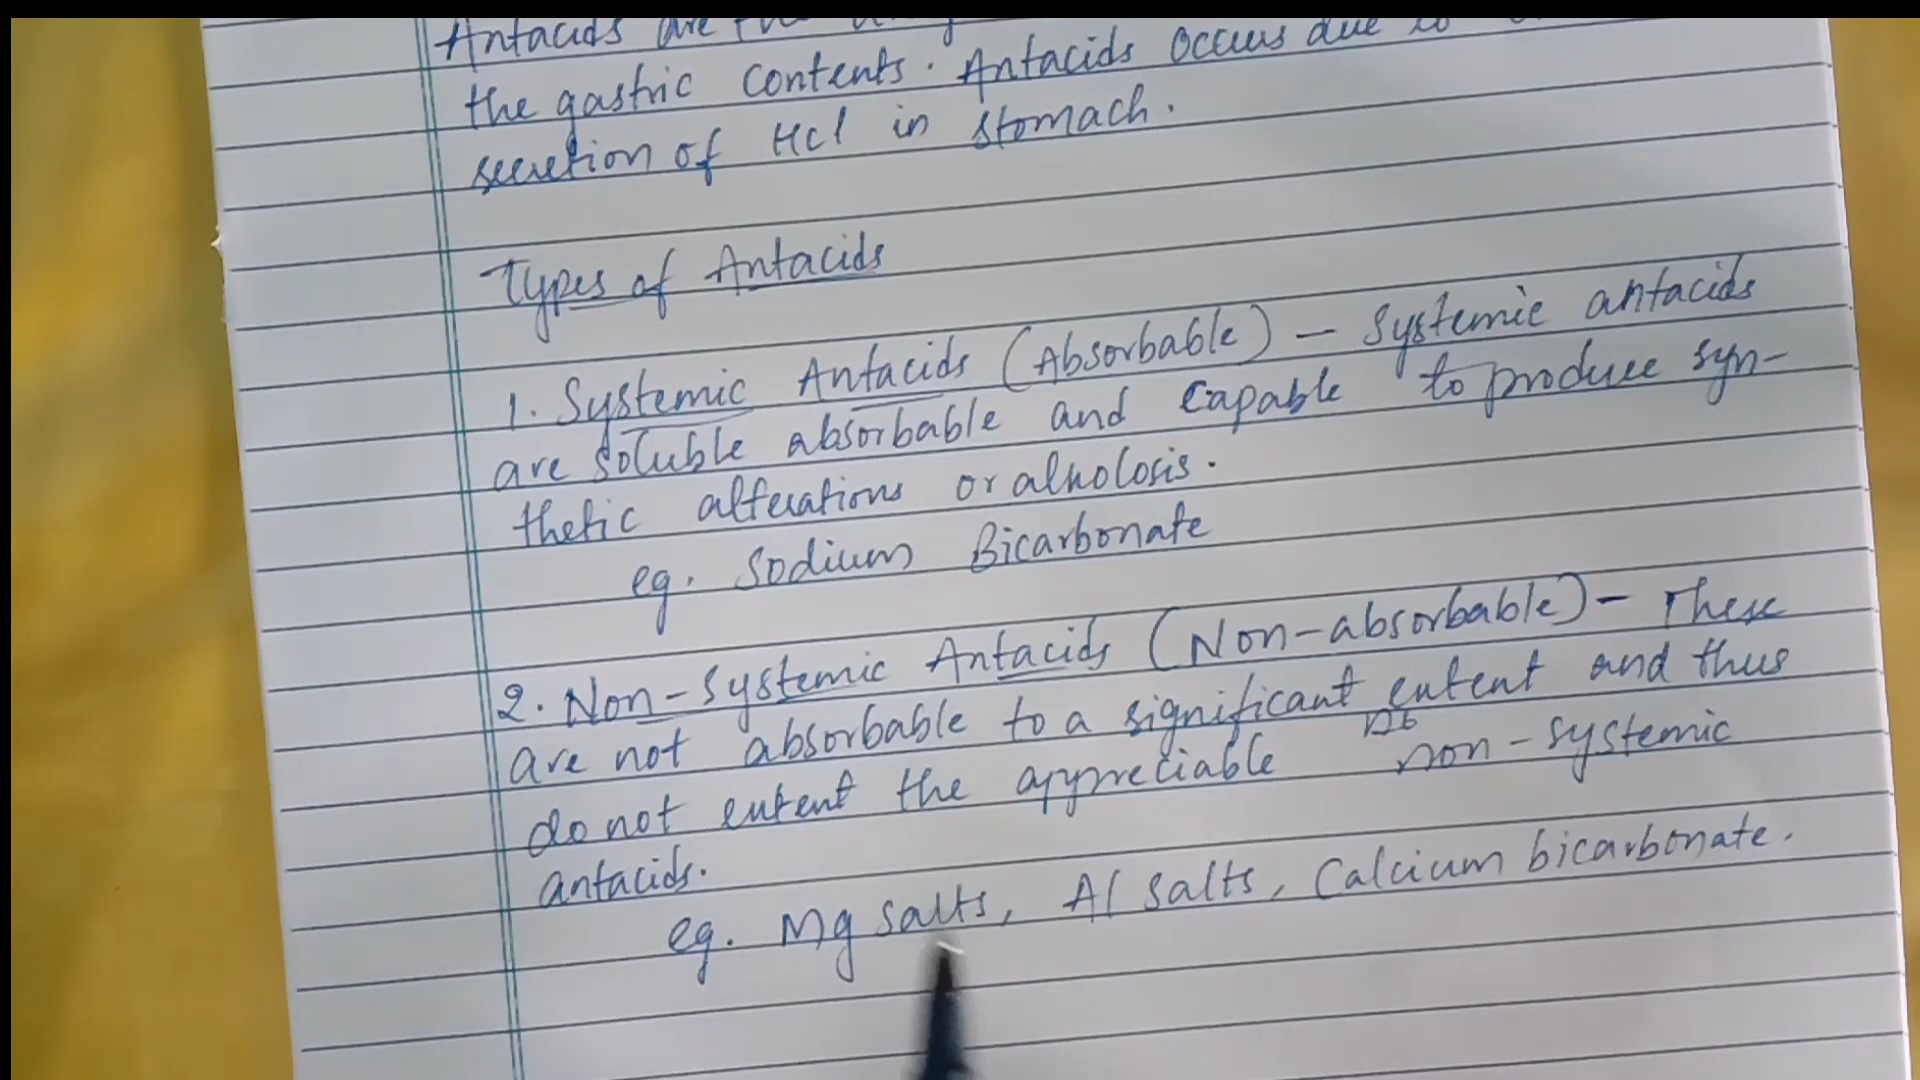 Antacids are the
the gastric contents. Antacids occurs due to
secretion of Hcl in stomach.
Types of Antacids
1. Systemic Antacids (Absorbable) - Systemic antacids
are soluble absorbable and capable to produce syn-
thetic alterations or alkolosis.
eg. Sodium Bicarbonate
2. Non-systemic Antacids (Non-absorbable) - These
are not absorbable to a significant extent and thus
do not extent the appreciable non-systemic
antacids.
eg. Mg salts, Al salts, Calcium bicarbonate.